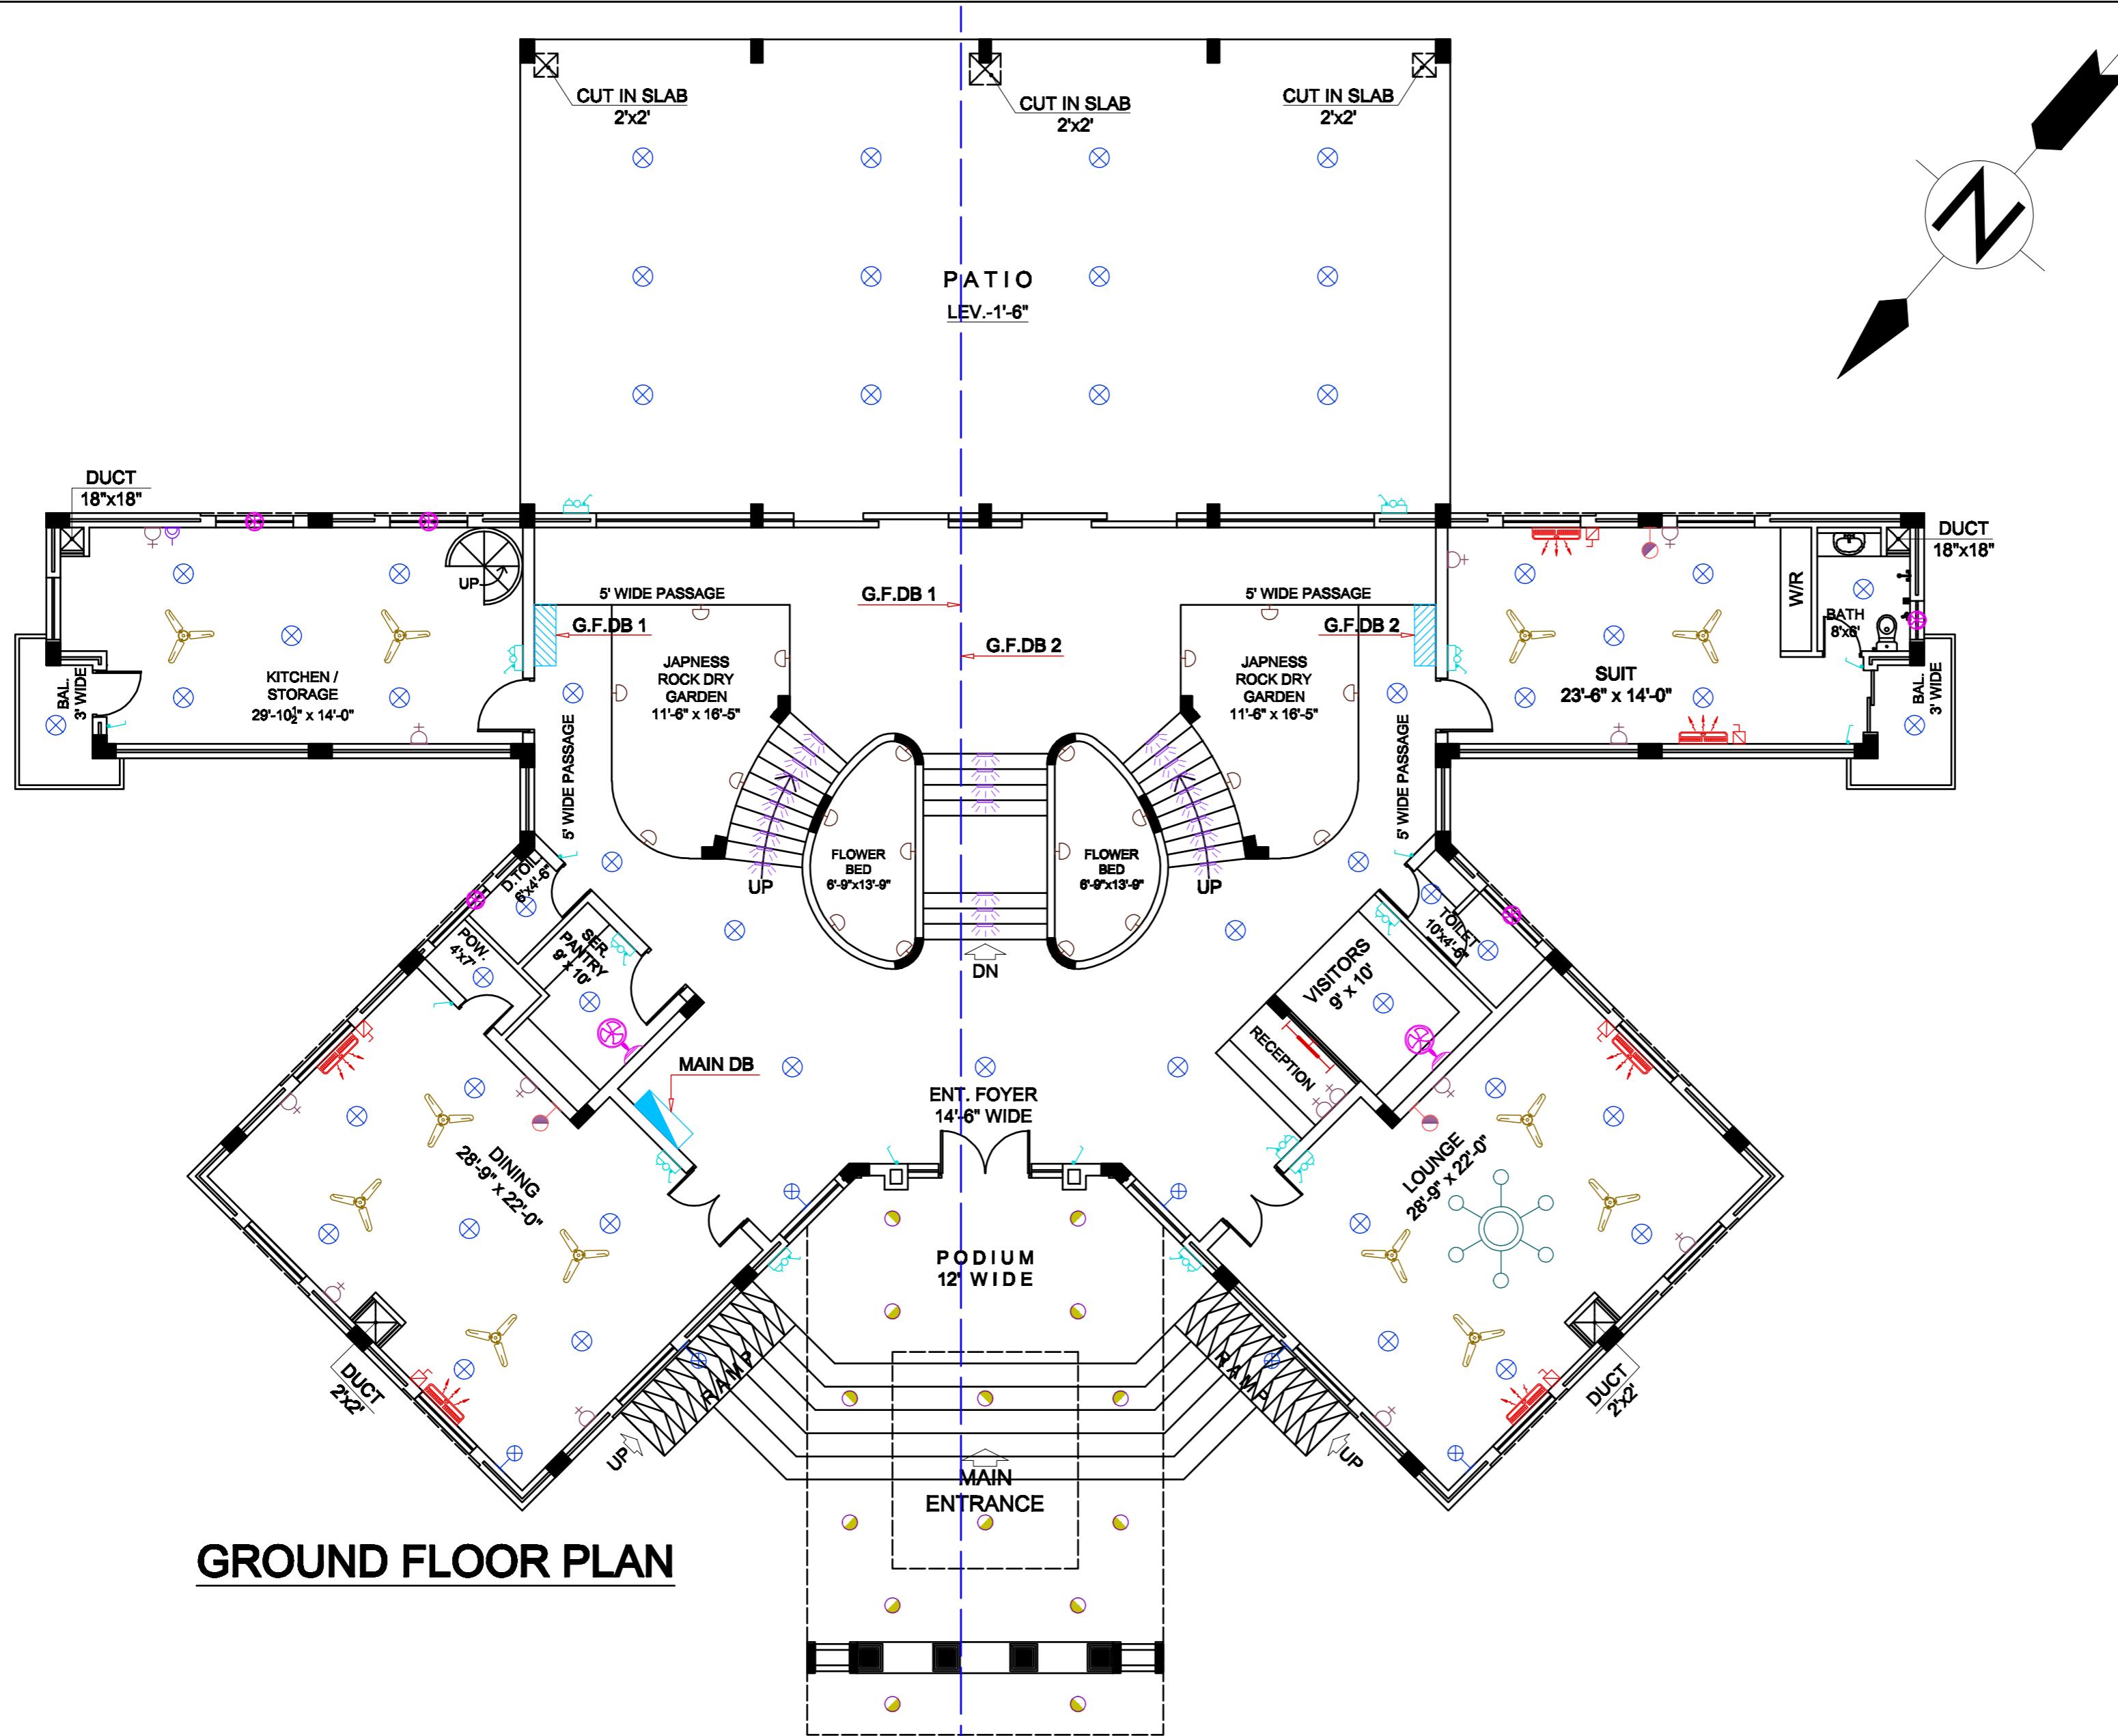 CUT IN SLAB
2'x2'
CUT IN SLAB
2'x2'
CUT IN SLAB
2'x2'
N
PATIO
LEV.-1'-6"
DUCT
18"x18"
DUCT
18"x18"
UP
5' WIDE PASSAGE
G.F.DB 1
5' WIDE PASSAGE
G.F.DB 1
G.F.DB 2
G.F.DB 2
KITCHEN /
STORAGE
29'-10½" x 14'-0"
BAL.
3' WIDE
JAPNESS
ROCK DRY
GARDEN
11'-6" x 16'-5"
JAPNESS
ROCK DRY
GARDEN
11'-6" x 16'-5"
SUIT
23'-6" x 14'-0"
W/R
BATH
8'x6'
BAL.
3' WIDE
5' WIDE PASSAGE
5' WIDE PASSAGE
FLOWER
BED
6'-9"x13'-9"
FLOWER
BED
6'-9"x13'-9"
UP
UP
DN
D.TOIL.
6'x4'-6"
POW.
4'x7'
SER.
PANTRY
9' x 10'
TOILET
10'x4'-6"
VISITORS
9' x 10'
RECEPTION
MAIN DB
ENT. FOYER
14'-6" WIDE
DINING
28'-9" x 22'-0"
LOUNGE
28'-9" x 22'-0"
PODIUM
12' WIDE
RAMP
RAMP
DUCT
2'x2'
DUCT
2'x2'
UP
UP
MAIN
ENTRANCE
GROUND FLOOR PLAN